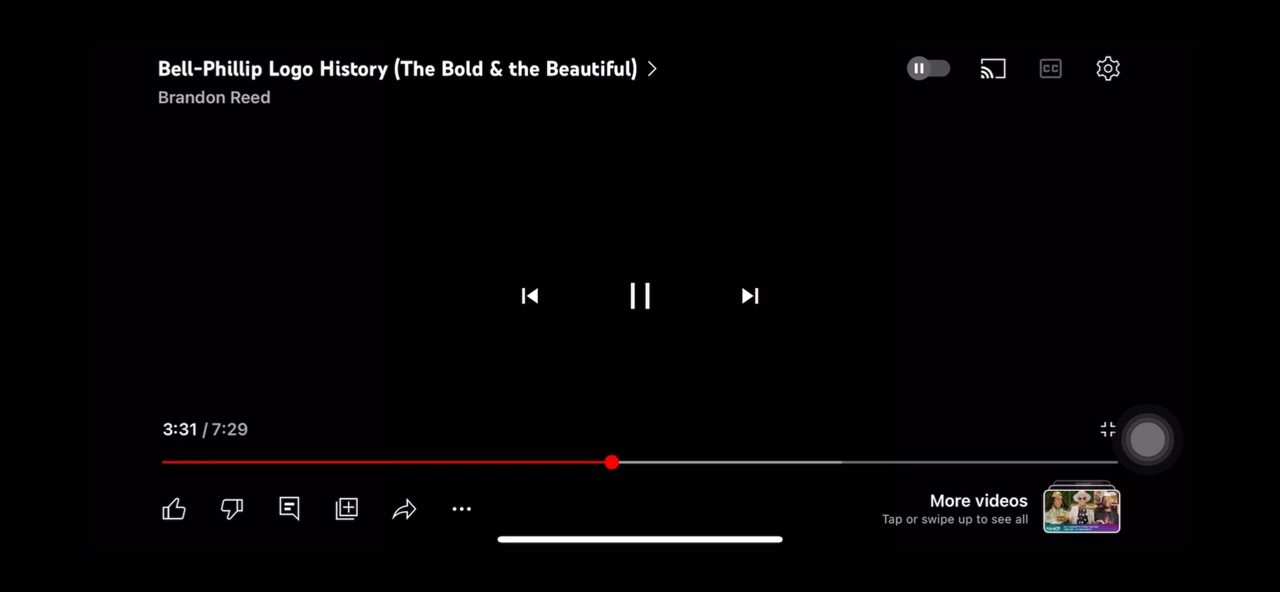 Bell-Phillip Logo History (The Bold & the Beautiful)
Brandon Reed
CC
3:31 / 7:29
More videos
Tap or swipe up to see all